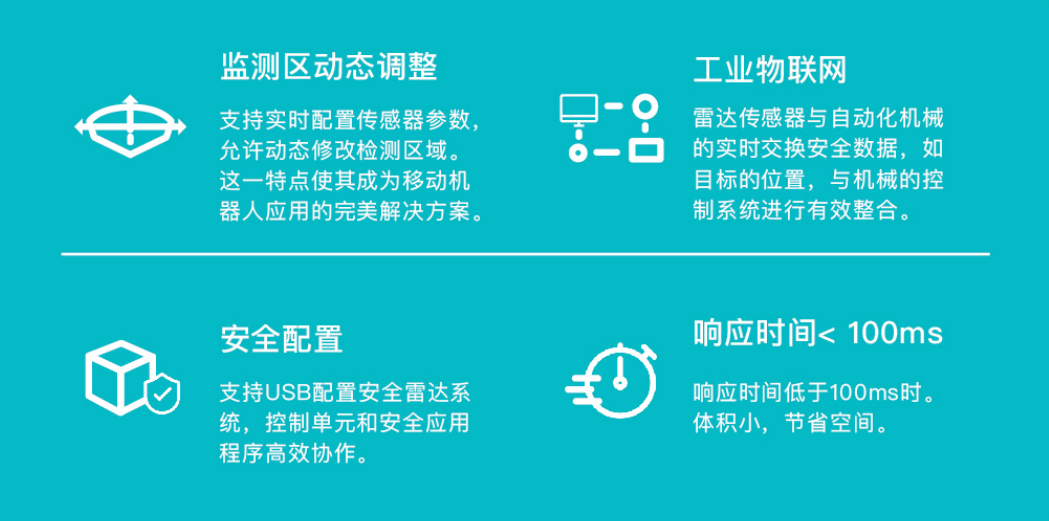 监测区动态调整
支持实时配置传感器参数，
允许动态修改检测区域。
这一特点使其成为移动机
器人应用的完美解决方案。
工业物联网
雷达传感器与自动化机械
的实时交换安全数据，如
目标的位置，与机械的控
制系统进行有效整合。
安全配置
支持USB配置安全雷达系
统，控制单元和安全应用
程序高效协作。
响应时间< 100ms
响应时间低于100ms时。
体积小，节省空间。